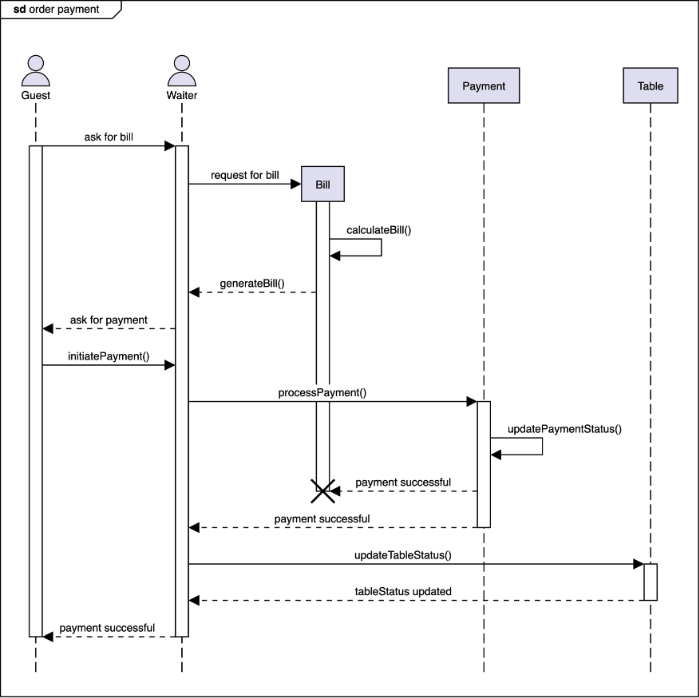 sd order payment
Guest
Waiter
Payment
Table
ask for bill
request for bill
Bill
calculateBill()
generateBill()
ask for payment
initiatePayment()
processPayment()
updatePaymentStatus()
payment successful
payment successful
updateTableStatus()
tableStatus updated
payment successful